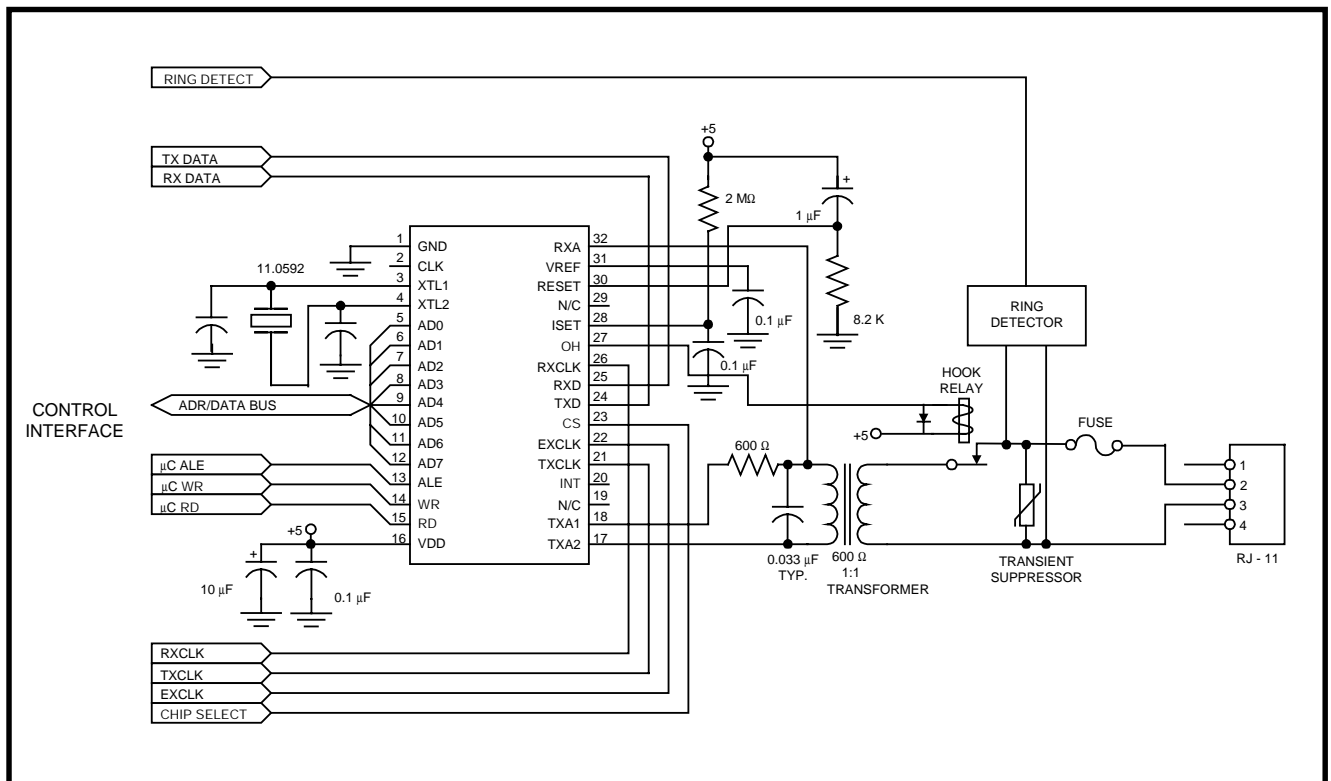 RING DETECT
TX DATA
RX DATA
+5
2 MΩ
+
1 µF
8.2 K
0.1 µF
0.1 µF
11.0592
1 GND
2 CLK
3 XTL1
4 XTL2
5 AD0
6 AD1
7 AD2
8 AD3
9 AD4
10 AD5
11 AD6
12 AD7
13 ALE
14 WR
15 RD
16 VDD
RXA 32
VREF 31
RESET 30
N/C 29
ISET 28
OH 27
RXCLK 26
RXD 25
TXD 24
CS 23
EXCLK 22
TXCLK 21
INT 20
N/C 19
TXA1 18
TXA2 17
CONTROL
INTERFACE
ADR/DATA BUS
µC ALE
µC WR
µC RD
+5
+
10 µF
0.1 µF
RXCLK
TXCLK
EXCLK
CHIP SELECT
RING
DETECTOR
HOOK
RELAY
+5
600 Ω
0.033 µF
TYP.
600 Ω
1:1
TRANSFORMER
FUSE
TRANSIENT
SUPPRESSOR
1
2
3
4
RJ - 11